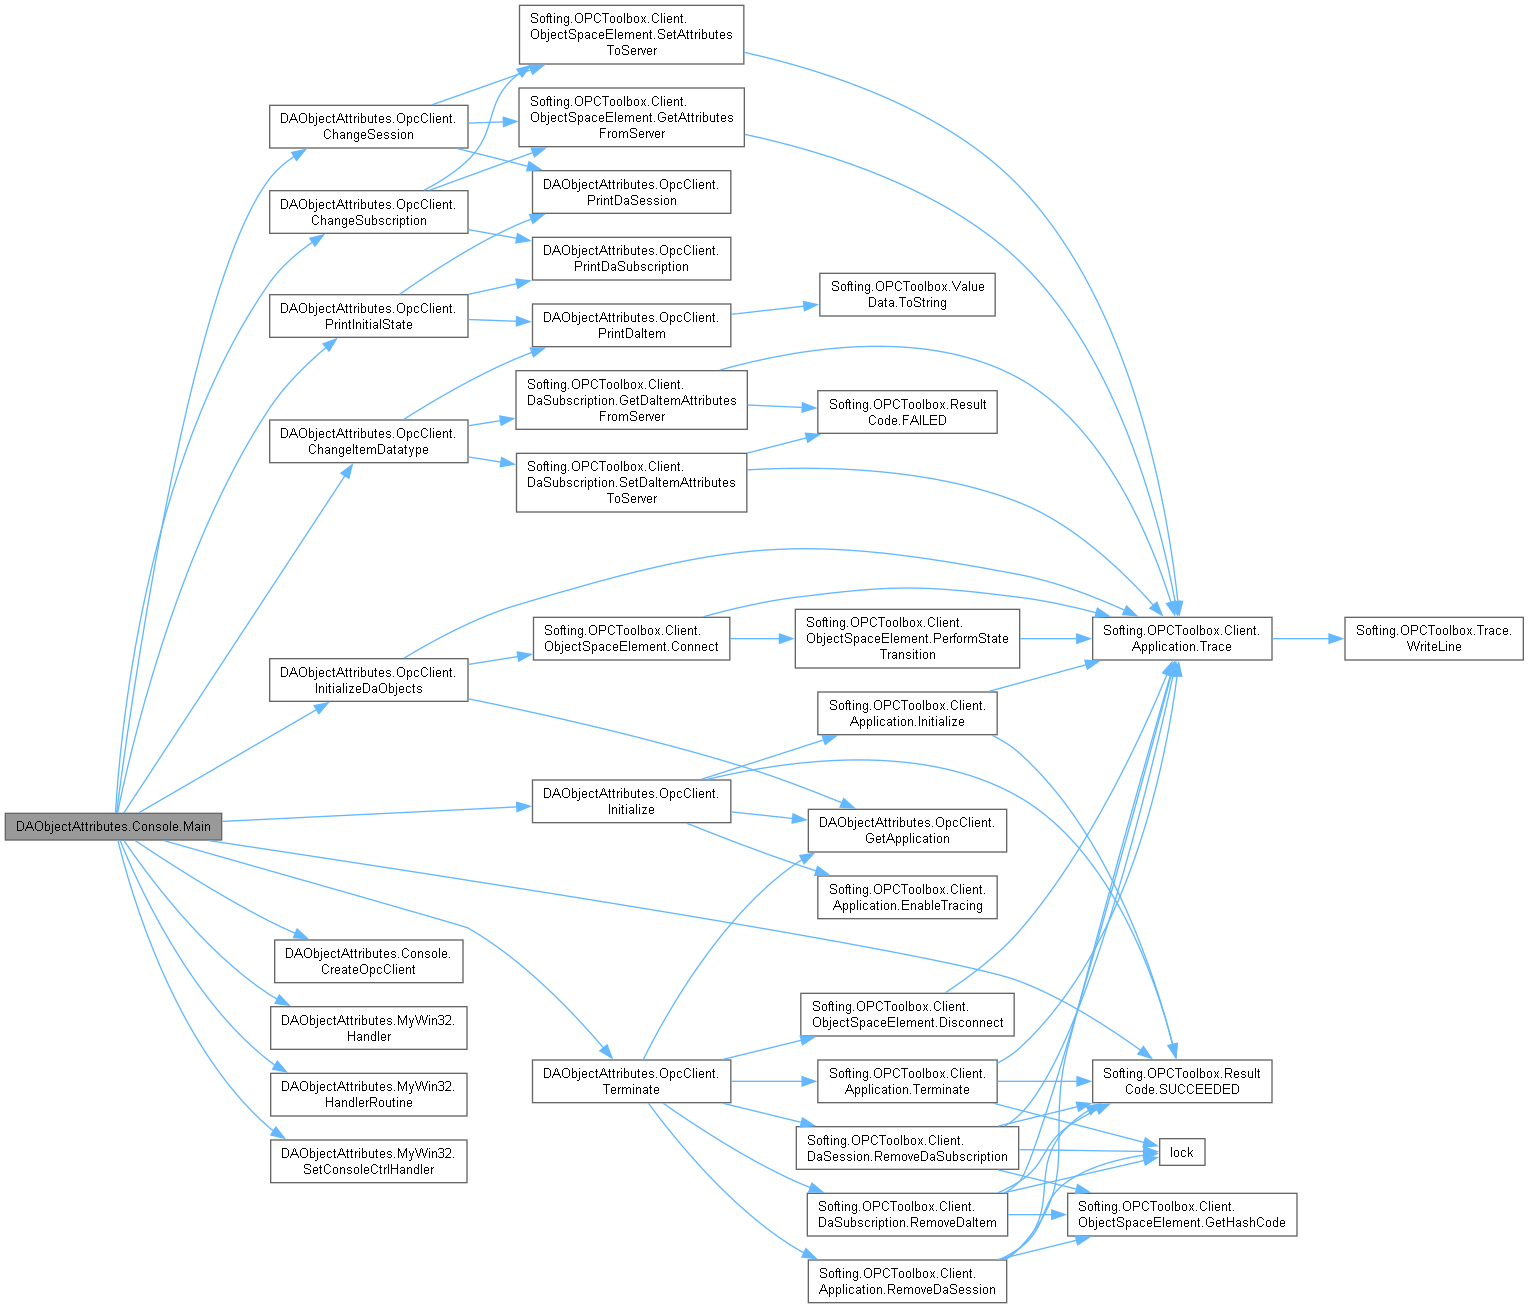 Softing.OPCToolbox.Client.
ObjectSpaceElement.SetAttributes
ToServer
DAObjectAttributes.OpcClient.
ChangeSession
Softing.OPCToolbox.Client.
ObjectSpaceElement.GetAttributes
FromServer
DAObjectAttributes.OpcClient.
PrintDaSession
DAObjectAttributes.OpcClient.
ChangeSubscription
DAObjectAttributes.OpcClient.
PrintDaSubscription
DAObjectAttributes.OpcClient.
PrintInitialState
DAObjectAttributes.OpcClient.
PrintDaItem
Softing.OPCToolbox.Value
Data.ToString
DAObjectAttributes.OpcClient.
ChangeItemDatatype
Softing.OPCToolbox.Client.
DaSubscription.GetDaItemAttributes
FromServer
Softing.OPCToolbox.Result
Code.FAILED
Softing.OPCToolbox.Client.
DaSubscription.SetDaItemAttributes
ToServer
DAObjectAttributes.OpcClient.
InitializeDaObjects
Softing.OPCToolbox.Client.
ObjectSpaceElement.Connect
Softing.OPCToolbox.Client.
ObjectSpaceElement.PerformState
Transition
Softing.OPCToolbox.Client.
Application.Trace
Softing.OPCToolbox.Trace.
WriteLine
Softing.OPCToolbox.Client.
Application.Initialize
DAObjectAttributes.Console.Main
DAObjectAttributes.OpcClient.
Initialize
DAObjectAttributes.OpcClient.
GetApplication
Softing.OPCToolbox.Client.
Application.EnableTracing
DAObjectAttributes.Console.
CreateOpcClient
DAObjectAttributes.MyWin32.
Handler
DAObjectAttributes.MyWin32.
HandlerRoutine
DAObjectAttributes.MyWin32.
SetConsoleCtrlHandler
DAObjectAttributes.OpcClient.
Terminate
Softing.OPCToolbox.Client.
ObjectSpaceElement.Disconnect
Softing.OPCToolbox.Client.
Application.Terminate
Softing.OPCToolbox.Result
Code.SUCCEEDED
Softing.OPCToolbox.Client.
DaSession.RemoveDaSubscription
lock
Softing.OPCToolbox.Client.
DaSubscription.RemoveDaItem
Softing.OPCToolbox.Client.
ObjectSpaceElement.GetHashCode
Softing.OPCToolbox.Client.
Application.RemoveDaSession